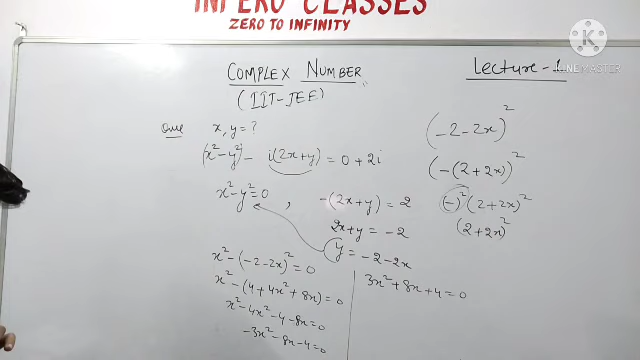 INFERO CLASSES
ZERO TO INFINITY
KINEMASTER
COMPLEX NUMBER
(IIT-JEE)
Lecture-1
Que x, y = ?
(x²-y²) - i(2x+y) = 0 + 2i
x²-y²=0 , -(2x+y) = 2
2x+y = -2
y = -2-2x
x²-(-2-2x)²=0
x²-(4+4x²+8x)=0
x²-4x²-4-8x=0
-3x²-8x-4=0
3x²+8x+4=0
(-2-2x)²
(-(2+2x))²
(-)²(2+2x)²
(2+2x)²